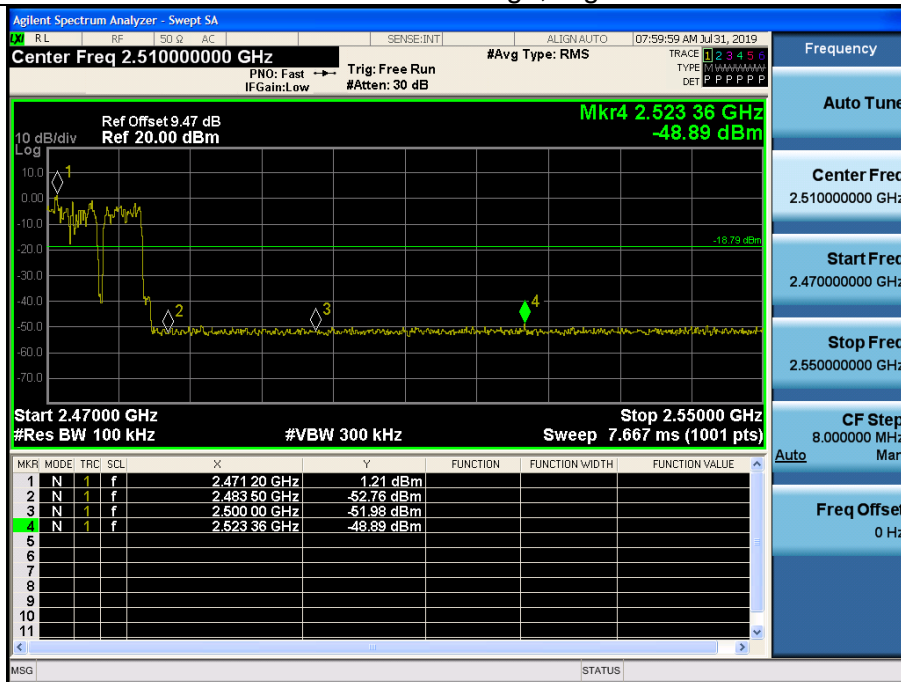 Agilent Spectrum Analyzer - Swept SA
LXI RL RF 50 Ω AC SENSE:INT ALIGN AUTO 07:59:59 AM Jul 31, 2019
Center Freq 2.510000000 GHz
PNO: Fast
IFGain:Low
Trig: Free Run
#Atten: 30 dB
#Avg Type: RMS
TRACE 1 2 3 4 5 6
TYPE M WWWWW
DET P P P P P P
Mkr4 2.523 36 GHz
-48.89 dBm
Ref Offset 9.47 dB
10 dB/div Ref 20.00 dBm
Log
10.0
0.00
-10.0
-20.0
-30.0
-40.0
-50.0
-60.0
-70.0
1
2
3
4
-18.79 dBm
Start 2.47000 GHz Stop 2.55000 GHz
#Res BW 100 kHz #VBW 300 kHz Sweep 7.667 ms (1001 pts)
MKR MODE TRC SCL X Y FUNCTION FUNCTION WIDTH FUNCTION VALUE
1 N 1 f 2.471 20 GHz 1.21 dBm
2 N 1 f 2.483 50 GHz -52.76 dBm
3 N 1 f 2.500 00 GHz -51.98 dBm
4 N 1 f 2.523 36 GHz -48.89 dBm
5
6
7
8
9
10
11
MSG STATUS
Frequency
Auto Tune
Center Freq
2.510000000 GHz
Start Freq
2.470000000 GHz
Stop Freq
2.550000000 GHz
CF Step
8.000000 MHz
Auto Man
Freq Offset
0 Hz